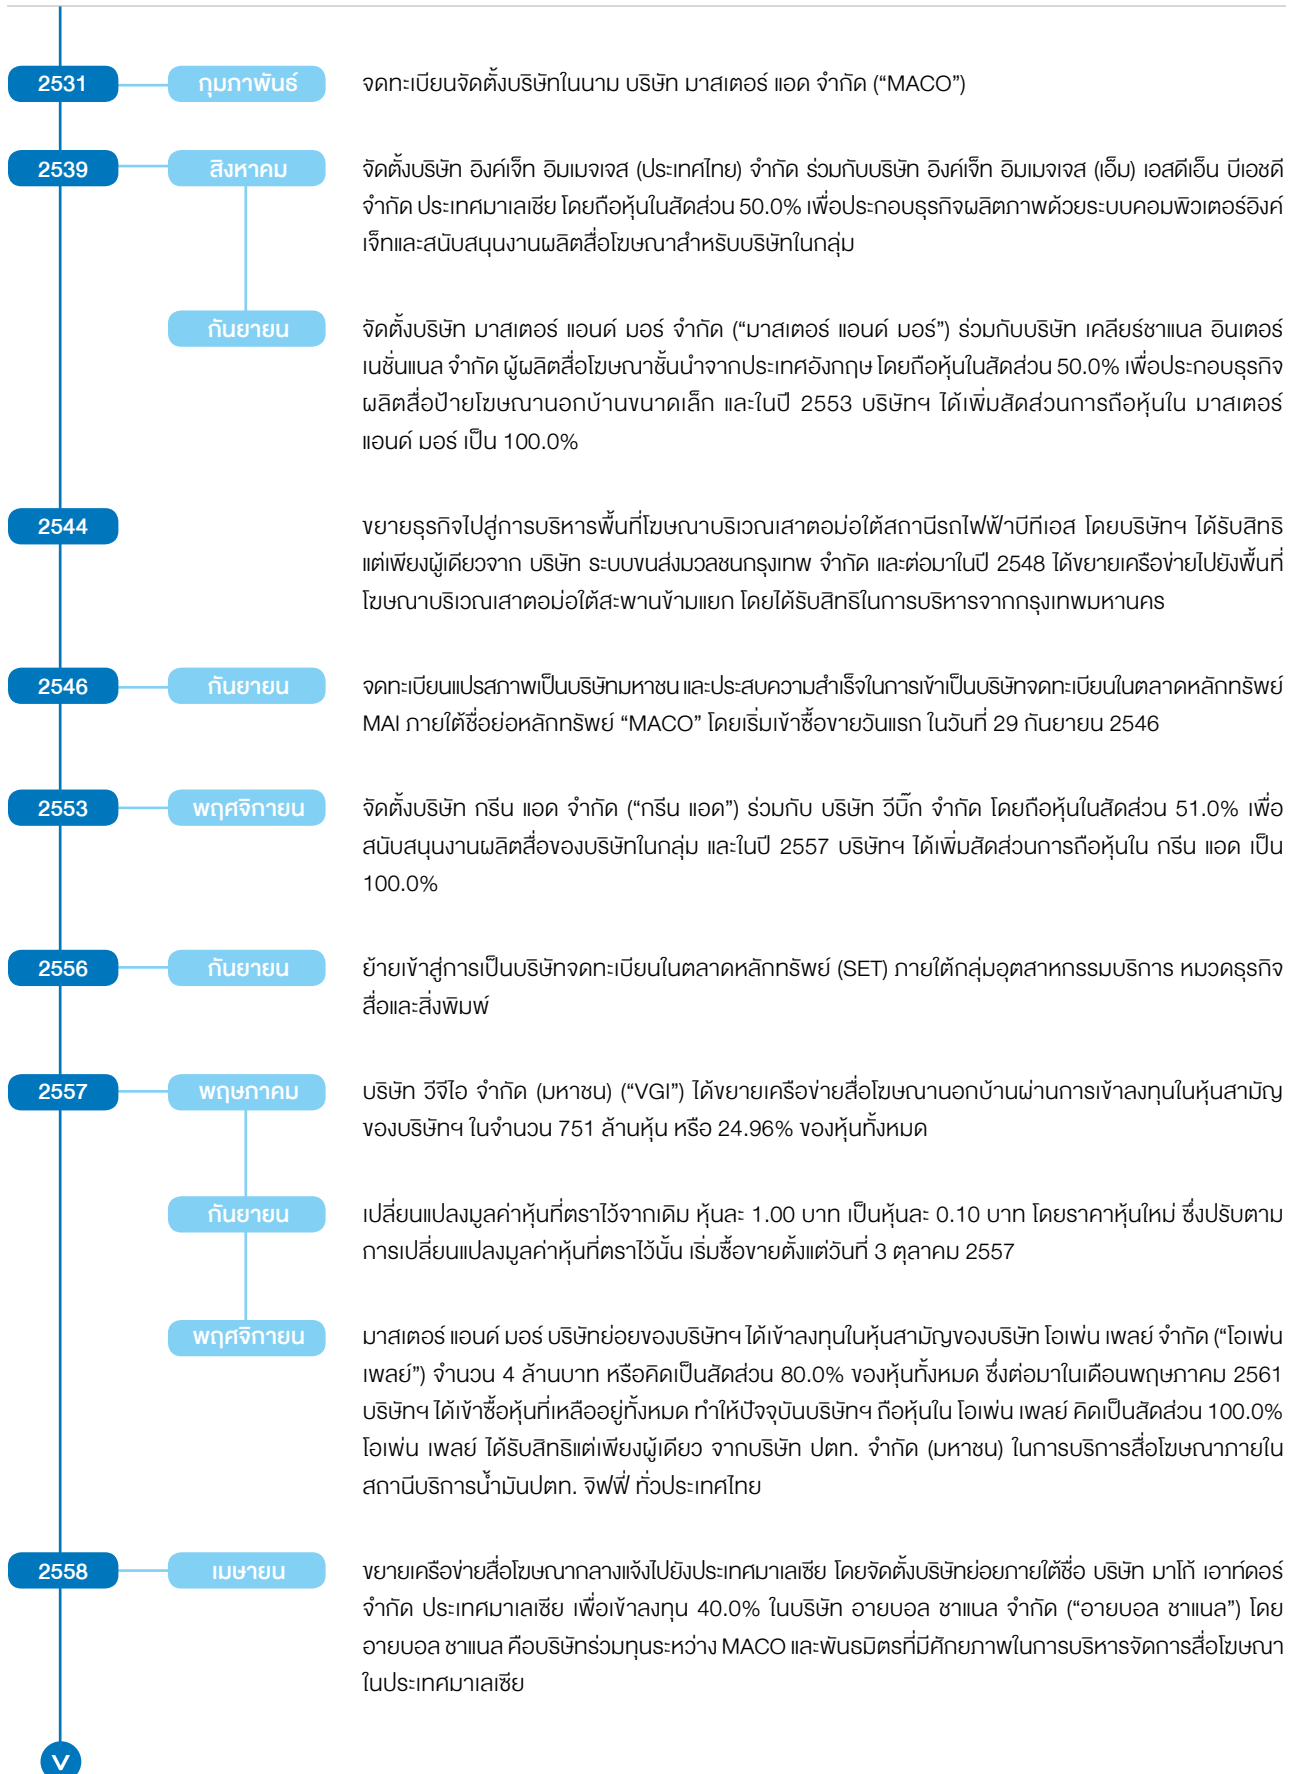 2531 กุมภาพันธ์ จดทะเบียนจัดตั้งบริษัทในนาม บริษัท มาสเตอร์ แอด จำกัด (“MACO”)
2539 สิงหาคม จัดตั้งบริษัท อิงค์เจ็ท อิมเมจเจส (ประเทศไทย) จำกัด ร่วมกับบริษัท อิงค์เจ็ท อิมเมจเจส (เอ็ม) เอสดีเอ็น บีเอชดี
จำกัด ประเทศมาเลเซีย โดยถือหุ้นในสัดส่วน 50.0% เพื่อประกอบธุรกิจผลิตภาพด้วยระบบคอมพิวเตอร์อิงค์
เจ็ทและสนับสนุนงานผลิตสื่อโฆษณาสำหรับบริษัทในกลุ่ม
กันยายน จัดตั้งบริษัท มาสเตอร์ แอนด์ มอร์ จำกัด (“มาสเตอร์ แอนด์ มอร์”) ร่วมกับบริษัท เคลียร์ชาแนล อินเตอร์
เนชั่นแนล จำกัด ผู้ผลิตสื่อโฆษณาชั้นนำจากประเทศอังกฤษ โดยถือหุ้นในสัดส่วน 50.0% เพื่อประกอบธุรกิจ
ผลิตสื่อป้ายโฆษณานอกบ้านขนาดเล็ก และในปี 2553 บริษัทฯ ได้เพิ่มสัดส่วนการถือหุ้นใน มาสเตอร์
แอนด์ มอร์ เป็น 100.0%
2544 ขยายธุรกิจไปสู่การบริหารพื้นที่โฆษณาบริเวณเสาตอม่อใต้สถานีรถไฟฟ้าบีทีเอส โดยบริษัทฯ ได้รับสิทธิ
แต่เพียงผู้เดียวจาก บริษัท ระบบขนส่งมวลชนกรุงเทพ จำกัด และต่อมาในปี 2548 ได้ขยายเครือข่ายไปยังพื้นที่
โฆษณาบริเวณเสาตอม่อใต้สะพานข้ามแยก โดยได้รับสิทธิในการบริหารจากกรุงเทพมหานคร
2546 กันยายน จดทะเบียนแปรสภาพเป็นบริษัทมหาชน และประสบความสำเร็จในการเข้าเป็นบริษัทจดทะเบียนในตลาดหลักทรัพย์
MAI ภายใต้ชื่อย่อหลักทรัพย์ “MACO” โดยเริ่มเข้าซื้อขายวันแรก ในวันที่ 29 กันยายน 2546
2553 พฤศจิกายน จัดตั้งบริษัท กรีน แอด จำกัด (“กรีน แอด”) ร่วมกับ บริษัท วีบิ๊ก จำกัด โดยถือหุ้นในสัดส่วน 51.0% เพื่อ
สนับสนุนงานผลิตสื่อของบริษัทในกลุ่ม และในปี 2557 บริษัทฯ ได้เพิ่มสัดส่วนการถือหุ้นใน กรีน แอด เป็น
100.0%
2556 กันยายน ย้ายเข้าสู่การเป็นบริษัทจดทะเบียนในตลาดหลักทรัพย์ (SET) ภายใต้กลุ่มอุตสาหกรรมบริการ หมวดธุรกิจ
สื่อและสิ่งพิมพ์
2557 พฤษภาคม บริษัท วีจีไอ จำกัด (มหาชน) (“VGI”) ได้ขยายเครือข่ายสื่อโฆษณานอกบ้านผ่านการเข้าลงทุนในหุ้นสามัญ
ของบริษัทฯ ในจำนวน 751 ล้านหุ้น หรือ 24.96% ของหุ้นทั้งหมด
กันยายน เปลี่ยนแปลงมูลค่าหุ้นที่ตราไว้จากเดิม หุ้นละ 1.00 บาท เป็นหุ้นละ 0.10 บาท โดยราคาหุ้นใหม่ ซึ่งปรับตาม
การเปลี่ยนแปลงมูลค่าหุ้นที่ตราไว้นั้น เริ่มซื้อขายตั้งแต่วันที่ 3 ตุลาคม 2557
พฤศจิกายน มาสเตอร์ แอนด์ มอร์ บริษัทย่อยของบริษัทฯ ได้เข้าลงทุนในหุ้นสามัญของบริษัท โอเพ่น เพลย์ จำกัด (“โอเพ่น
เพลย์”) จำนวน 4 ล้านบาท หรือคิดเป็นสัดส่วน 80.0% ของหุ้นทั้งหมด ซึ่งต่อมาในเดือนพฤษภาคม 2561
บริษัทฯ ได้เข้าซื้อหุ้นที่เหลืออยู่ทั้งหมด ทำให้ปัจจุบันบริษัทฯ ถือหุ้นใน โอเพ่น เพลย์ คิดเป็นสัดส่วน 100.0%
โอเพ่น เพลย์ ได้รับสิทธิแต่เพียงผู้เดียว จากบริษัท ปตท. จำกัด (มหาชน) ในการบริการสื่อโฆษณาภายใน
สถานีบริการน้ำมันปตท. จิฟฟี่ ทั่วประเทศไทย
2558 เมษายน ขยายเครือข่ายสื่อโฆษณากลางแจ้งไปยังประเทศมาเลเซีย โดยจัดตั้งบริษัทย่อยภายใต้ชื่อ บริษัท มาโก้ เอาท์ดอร์
จำกัด ประเทศมาเลเซีย เพื่อเข้าลงทุน 40.0% ในบริษัท อายบอล ชาแนล จำกัด (“อายบอล ชาแนล”) โดย
อายบอล ชาแนล คือบริษัทร่วมทุนระหว่าง MACO และพันธมิตรที่มีศักยภาพในการบริหารจัดการสื่อโฆษณา
ในประเทศมาเลเซีย